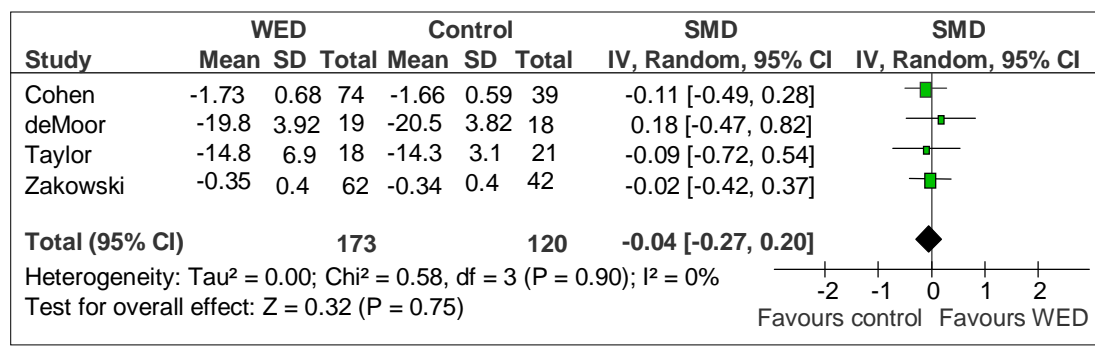 WED Control SMD SMD
Study Mean SD Total Mean SD Total IV, Random, 95% CI IV, Random, 95% CI
Cohen -1.73 0.68 74 -1.66 0.59 39 -0.11 [-0.49, 0.28]
deMoor -19.8 3.92 19 -20.5 3.82 18 0.18 [-0.47, 0.82]
Taylor -14.8 6.9 18 -14.3 3.1 21 -0.09 [-0.72, 0.54]
Zakowski -0.35 0.4 62 -0.34 0.4 42 -0.02 [-0.42, 0.37]
Total (95% CI) 173 120 -0.04 [-0.27, 0.20]
Heterogeneity: Tau² = 0.00; Chi² = 0.58, df = 3 (P = 0.90); I² = 0%
Test for overall effect: Z = 0.32 (P = 0.75)
-2 -1 0 1 2
Favours control Favours WED